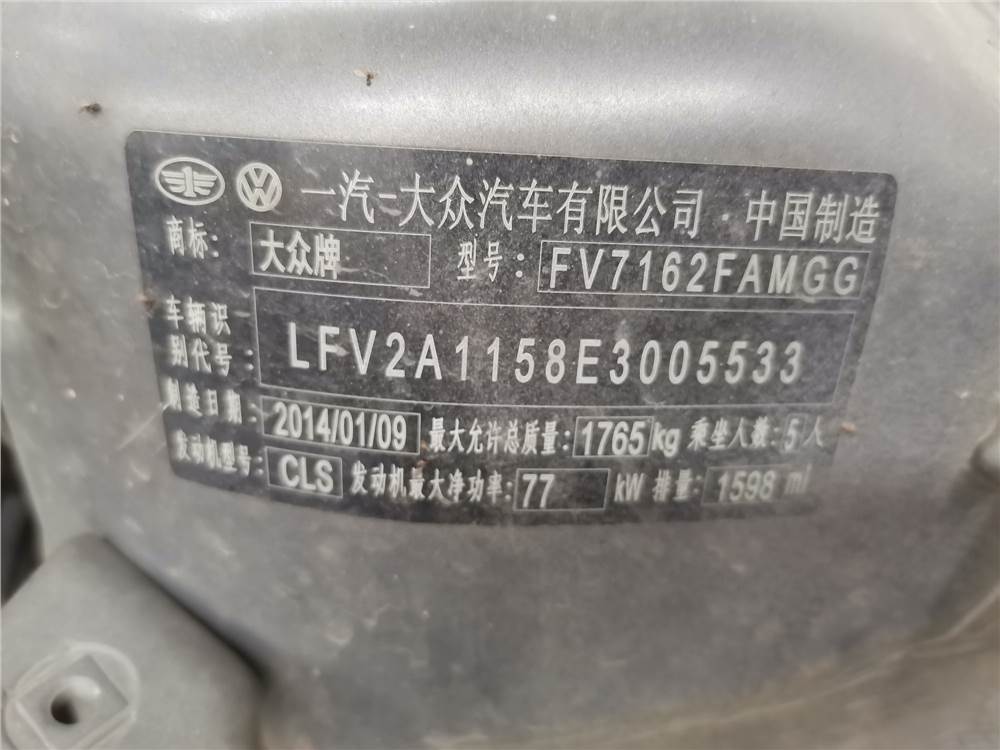 一汽-大众汽车有限公司 中国制造
商标: 大众牌 型号: FV7162FAMGG
车辆识别代号: LFV2A1158E3005533
制造日期: 2014/01/09 最大允许总质量: 1765kg 乘坐人数: 5人
发动机型号: CLS 发动机最大净功率: 77 kW 排量: 1598 ml